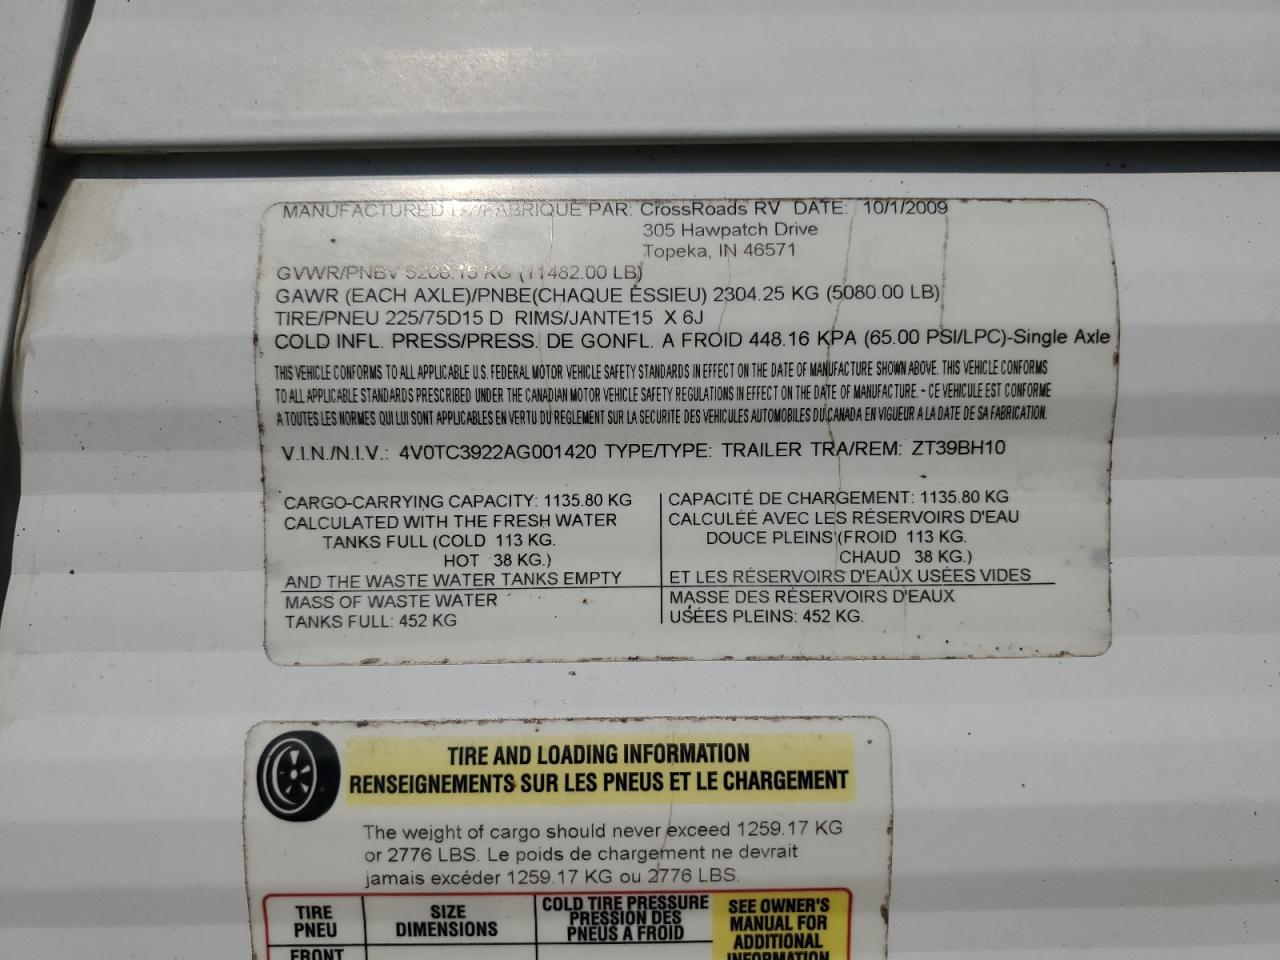 MANUFACTURED BY/FABRIQUE PAR: CrossRoads RV DATE: 10/1/2009
305 Hawpatch Drive
Topeka, IN 46571
GVWR/PNBV 5208.15 KG (11482.00 LB)
GAWR (EACH AXLE)/PNBE(CHAQUE ESSIEU) 2304.25 KG (5080.00 LB)
TIRE/PNEU 225/75D15 D RIMS/JANTE15 X 6J
COLD INFL. PRESS/PRESS. DE GONFL. A FROID 448.16 KPA (65.00 PSI/LPC)-Single Axle
THIS VEHICLE CONFORMS TO ALL APPLICABLE U.S. FEDERAL MOTOR VEHICLE SAFETY STANDARDS IN EFFECT ON THE DATE OF MANUFACTURE SHOWN ABOVE. THIS VEHICLE CONFORMS
TO ALL APPLICABLE STANDARDS PRESCRIBED UNDER THE CANADIAN MOTOR VEHICLE SAFETY REGULATIONS IN EFFECT ON THE DATE OF MANUFACTURE. - CE VEHICULE EST CONFORME
A TOUTES LES NORMES QUI LUI SONT APPLICABLES EN VERTU DU REGLEMENT SUR LA SECURITE DES VEHICULES AUTOMOBILES DU CANADA EN VIGUEUR A LA DATE DE SA FABRICATION.
V.I.N./N.I.V.: 4V0TC3922AG001420 TYPE/TYPE: TRAILER TRA/REM: ZT39BH10
CARGO-CARRYING CAPACITY: 1135.80 KG
CALCULATED WITH THE FRESH WATER
TANKS FULL (COLD 113 KG.
HOT 38 KG.)
AND THE WASTE WATER TANKS EMPTY
MASS OF WASTE WATER
TANKS FULL: 452 KG
CAPACITÉ DE CHARGEMENT: 1135.80 KG
CALCULÉE AVEC LES RÉSERVOIRS D'EAU
DOUCE PLEINS (FROID 113 KG.
CHAUD 38 KG.)
ET LES RÉSERVOIRS D'EAUX USÉES VIDES
MASSE DES RÉSERVOIRS D'EAUX
USÉES PLEINS: 452 KG.
TIRE AND LOADING INFORMATION
RENSEIGNEMENTS SUR LES PNEUS ET LE CHARGEMENT
The weight of cargo should never exceed 1259.17 KG
or 2776 LBS. Le poids de chargement ne devrait
jamais excéder 1259.17 KG ou 2776 LBS.
TIRE
PNEU
SIZE
DIMENSIONS
COLD TIRE PRESSURE
PRESSION DES
PNEUS A FROID
SEE OWNER'S
MANUAL FOR
ADDITIONAL
INFORMATION
FRONT